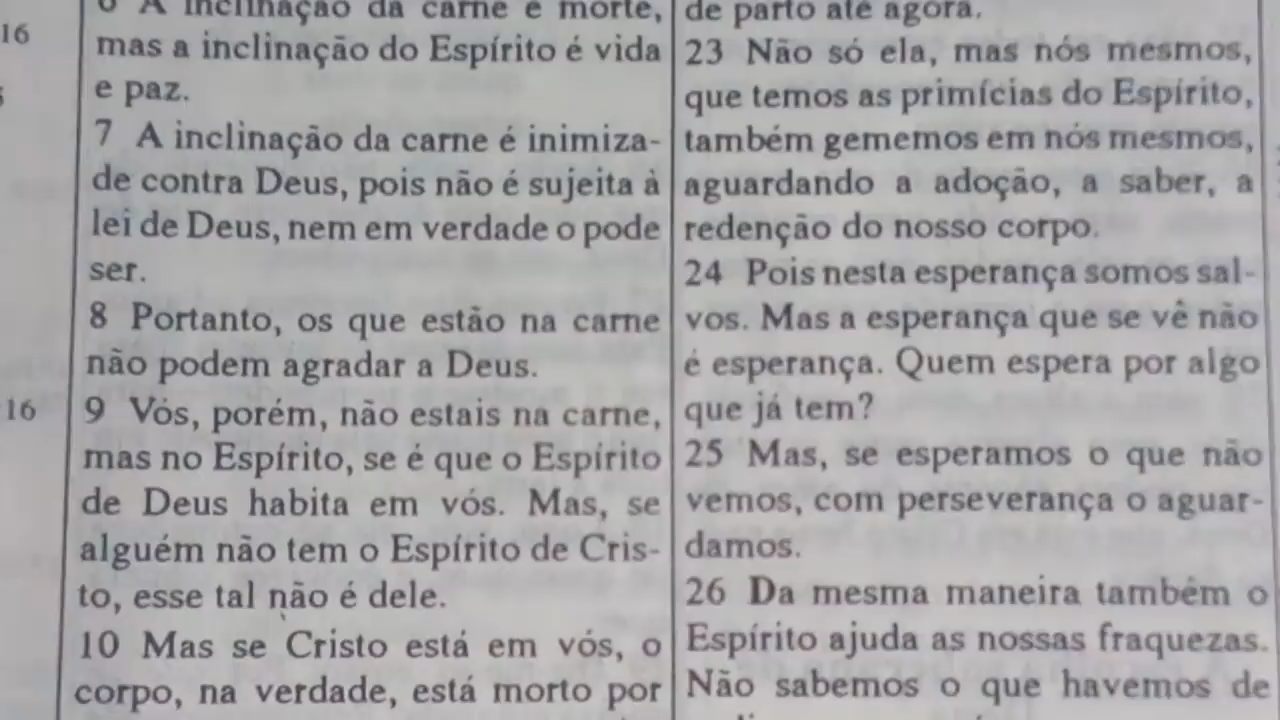 16
6 A inclinação da carne é morte,
mas a inclinação do Espírito é vida
e paz.
7 A inclinação da carne é inimiza-
de contra Deus, pois não é sujeita à
lei de Deus, nem em verdade o pode
ser.
8 Portanto, os que estão na carne
não podem agradar a Deus.
16
9 Vós, porém, não estais na carne,
mas no Espírito, se é que o Espírito
de Deus habita em vós. Mas, se
alguém não tem o Espírito de Cris-
to, esse tal não é dele.
10 Mas se Cristo está em vós, o
corpo, na verdade, está morto por
de parto até agora.
23 Não só ela, mas nós mesmos,
que temos as primícias do Espírito,
também gememos em nós mesmos,
aguardando a adoção, a saber, a
redenção do nosso corpo.
24 Pois nesta esperança somos sal-
vos. Mas a esperança que se vê não
é esperança. Quem espera por algo
que já tem?
25 Mas, se esperamos o que não
vemos, com perseverança o aguar-
damos.
26 Da mesma maneira também o
Espírito ajuda as nossas fraquezas.
Não sabemos o que havemos de